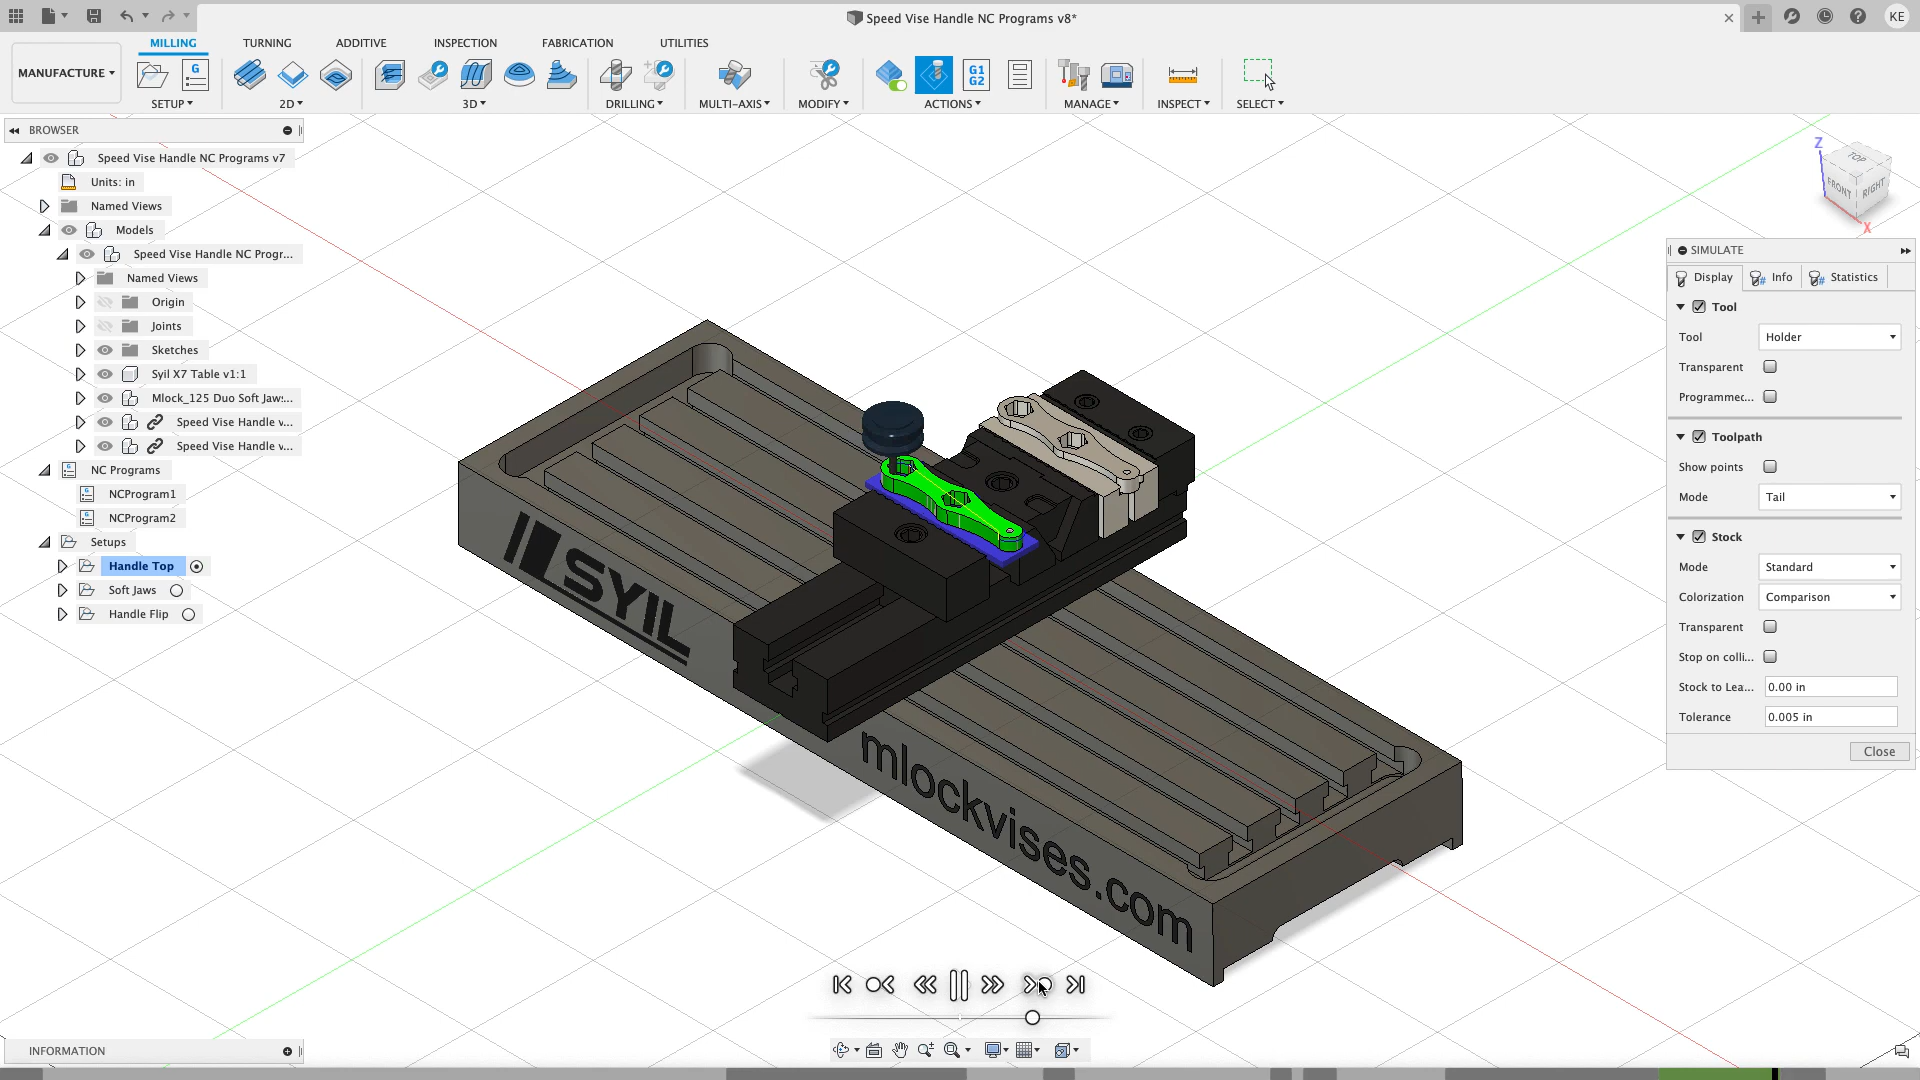 Speed Vise Handle NC Programs v8*
KE
MANUFACTURE
MILLING
TURNING
ADDITIVE
INSPECTION
FABRICATION
UTILITIES
G
G1
G2
SETUP
2D
3D
DRILLING
MULTI-AXIS
MODIFY
ACTIONS
MANAGE
INSPECT
SELECT
BROWSER
Speed Vise Handle NC Programs v7
Units: in
Named Views
Models
Speed Vise Handle NC Progr...
Named Views
Origin
Joints
Sketches
Syil X7 Table v1:1
Mlock_125 Duo Soft Jaw:...
Speed Vise Handle v...
Speed Vise Handle v...
NC Programs
NCProgram1
NCProgram2
Setups
Handle Top
Soft Jaws
Handle Flip
SYIL
mlockvises.com
Z
TOP
FRONT
RIGHT
X
SIMULATE
Display
Info
Statistics
Tool
Tool
Holder
Transparent
Programmec...
Toolpath
Show points
Mode
Tail
Stock
Mode
Standard
Colorization
Comparison
Transparent
Stop on colli...
Stock to Lea...
0.00 in
Tolerance
0.005 in
Close
INFORMATION